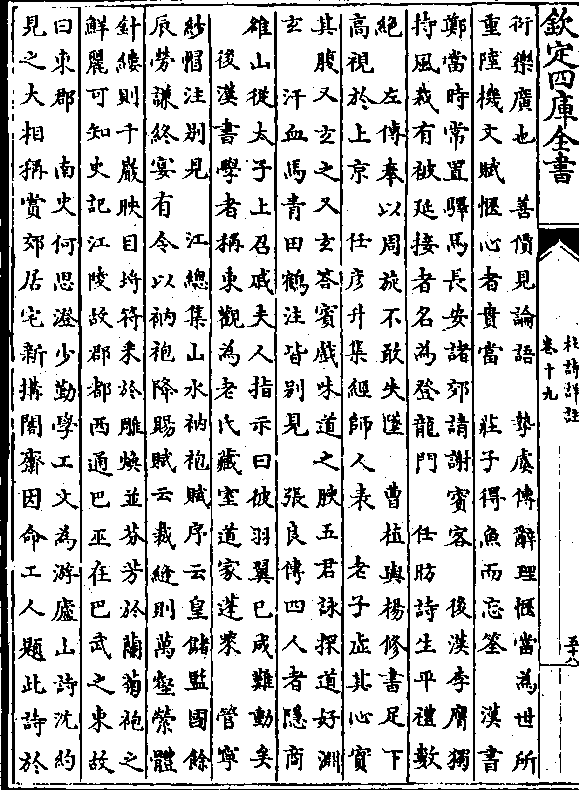 欽定四庫全書
杜詩詳註
卷十九
衍樂廣也　善價見論語　摯虞傳辭理愜當為世所
重陸機文賦愜心者貴當　莊子得魚而忘筌　漢書
鄭當時常置驛馬長安諸郊請謝賓客　後漢李膺獨
持風裁有被延接者名為登龍門　任昉詩生平禮數
絕　左傳奉以周旋不敢失墜　曹植與楊修書足下
高視於上京　任彥升集經師人表　老子虛其心實
其腹又玄之又玄答賓戲味道之腴五君詠探道好淵
玄　汗血馬青田鶴注皆別見　張良傳四人者隱商
雒山從太子上召戚夫人指示曰彼羽翼已成難動矣
後漢書學者稱東觀為老氏藏室道家蓬萊　管寧
紗帽注別見　江總集山水衲袍賦序云皇儲監國餘
辰勞謙終宴有令以衲袍降賜賦云裁縫則萬壑縈體
針縷則千巖映目埒符采於雕煥並芬芳於蘭菊袍之
鮮麗可知史記江陵故郡都西通巴巫在巴武之東故
曰東郡　南史何思澄少勤學工文為游廬山詩沈約
見之大相稱賞郊居宅新搆閣齋因命工人題此詩於